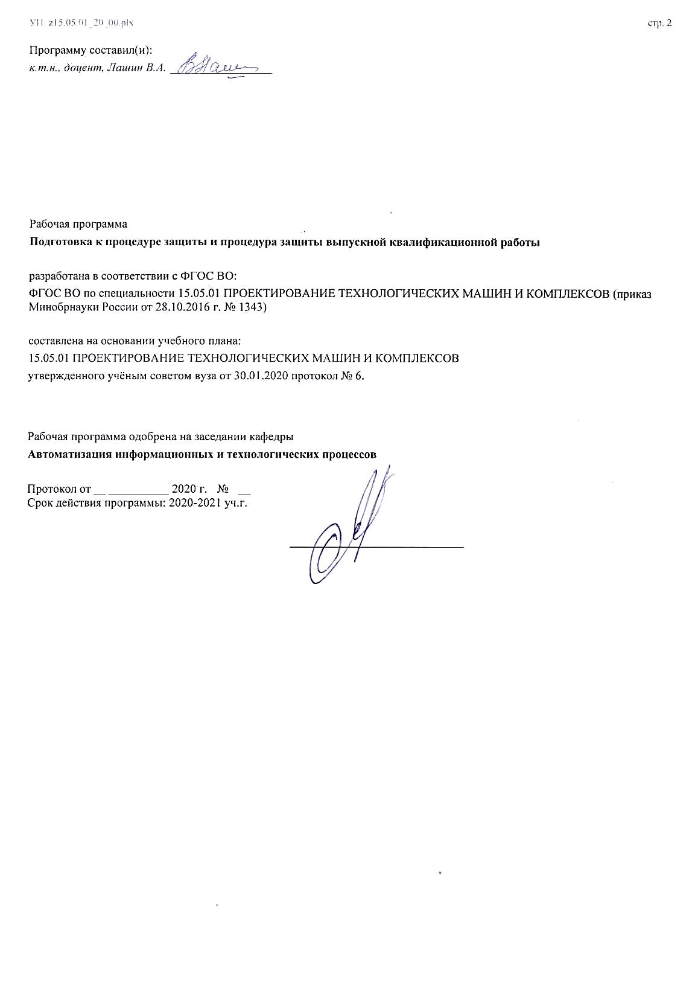 УП: z15.05.01_20_00.plx
стр. 2
Программу составил(и):
к.т.н., доцент, Лашин В.А. _________________
Рабочая программа
Подготовка к процедуре защиты и процедура защиты выпускной квалификационной работы
разработана в соответствии с ФГОС ВО:
ФГОС ВО по специальности 15.05.01 ПРОЕКТИРОВАНИЕ ТЕХНОЛОГИЧЕСКИХ МАШИН И КОМПЛЕКСОВ (приказ
Минобрнауки России от 28.10.2016 г. № 1343)
составлена на основании учебного плана:
15.05.01 ПРОЕКТИРОВАНИЕ ТЕХНОЛОГИЧЕСКИХ МАШИН И КОМПЛЕКСОВ
утвержденного учёным советом вуза от 30.01.2020 протокол № 6.
Рабочая программа одобрена на заседании кафедры
Автоматизация информационных и технологических процессов
Протокол от __ __________ 2020 г. № __
Срок действия программы: 2020-2021 уч.г.